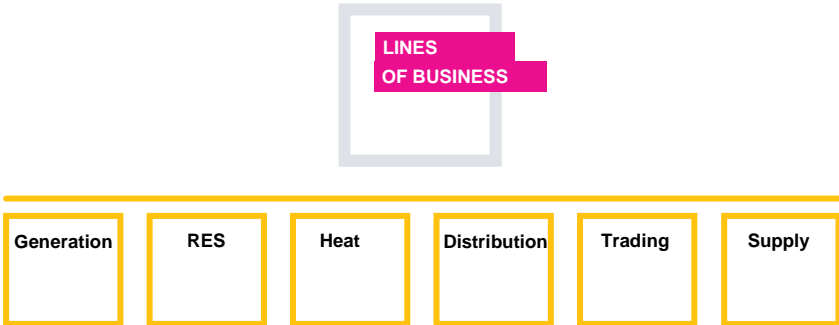 LINES
OF BUSINESS
Generation RES Heat Distribution Trading Supply